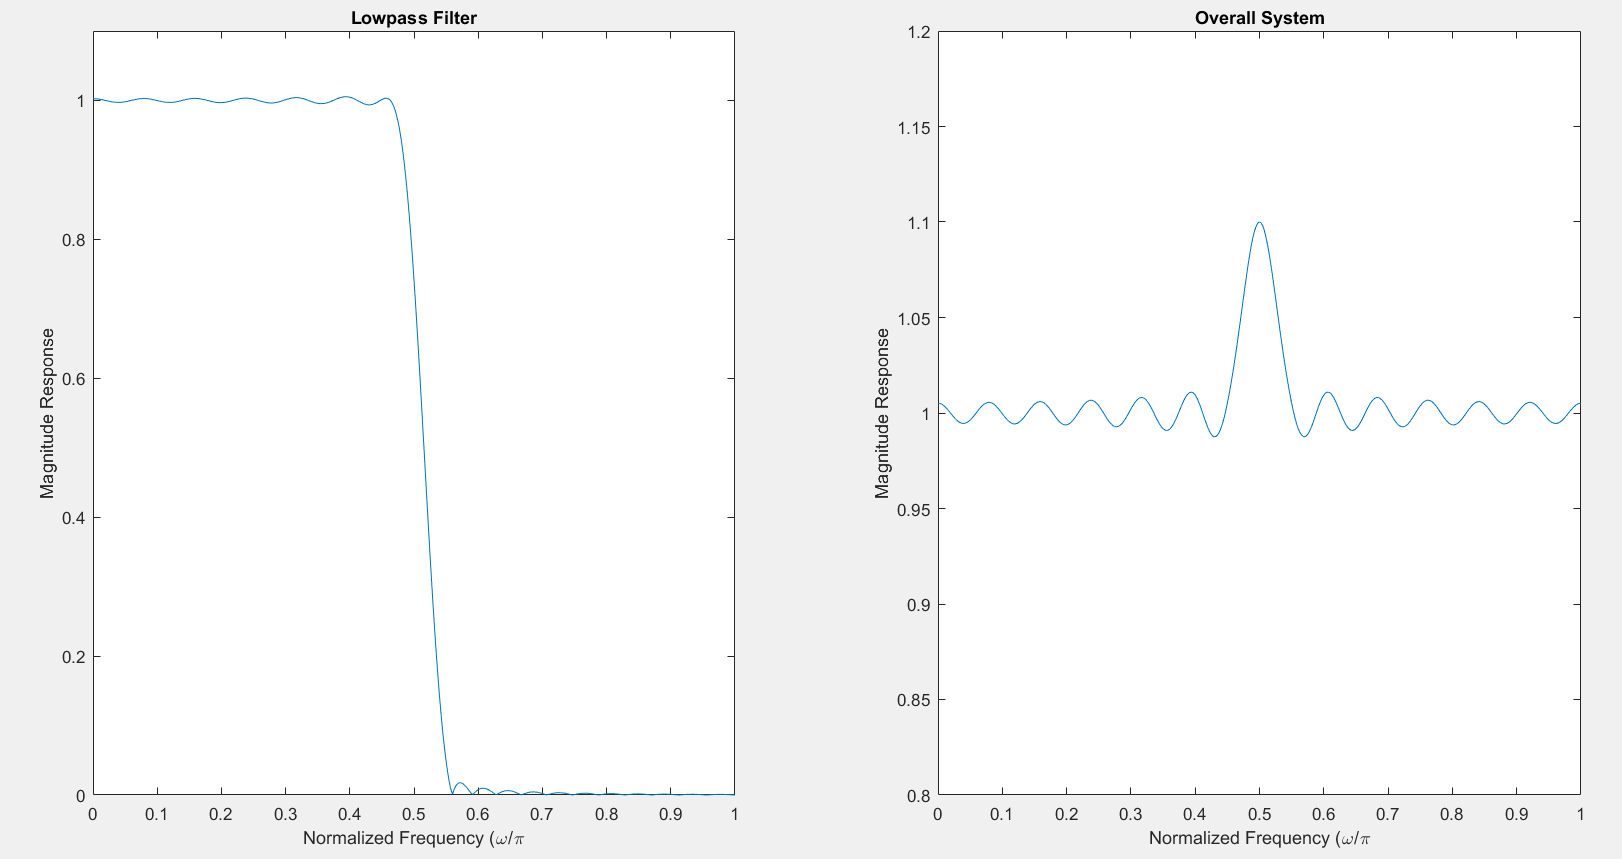 Lowpass Filter
1
0.8
0.6
0.4
0.2
0
Magnitude Response
0 0.1 0.2 0.3 0.4 0.5 0.6 0.7 0.8 0.9 1
Normalized Frequency (ω/π
Overall System
1.2
1.15
1.1
1.05
1
0.95
0.9
0.85
0.8
Magnitude Response
0 0.1 0.2 0.3 0.4 0.5 0.6 0.7 0.8 0.9 1
Normalized Frequency (ω/π